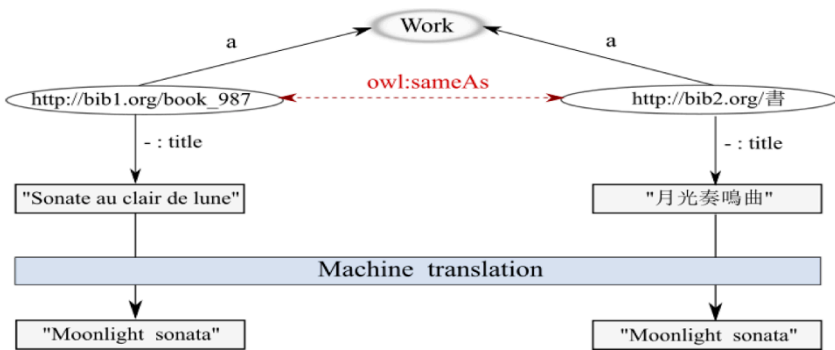 Work
a
a
owl:sameAs
http://bib1.org/book_987
http://bib2.org/書
- : title
- : title
"Sonate au clair de lune"
"月光奏鳴曲"
Machine translation
"Moonlight sonata"
"Moonlight sonata"